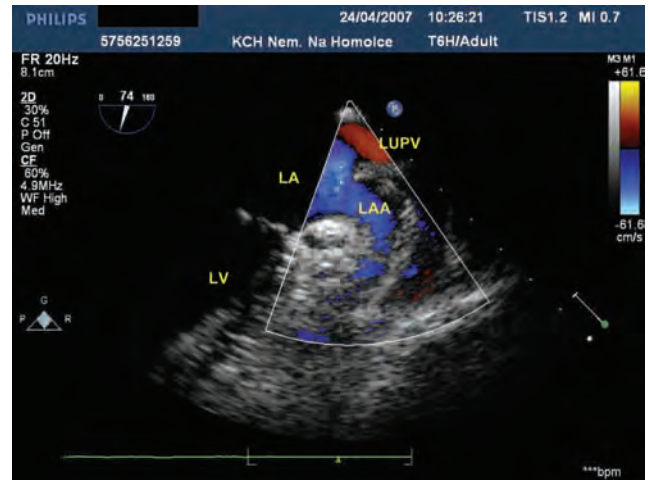 PHILIPS 24/04/2007 10:26:21 TIS1.2 MI 0.7
5756251259 KCH Nem. Na Homolce T6H/Adult
FR 20Hz
8.1cm
2D
30%
C 51
P Off
Gen
CF
60%
4.9MHz
WF High
Med
0 74 180
P
M3 M1
+61.6
-61.6
cm/s
LUPV
LA
LAA
LV
G
P R
***bpm